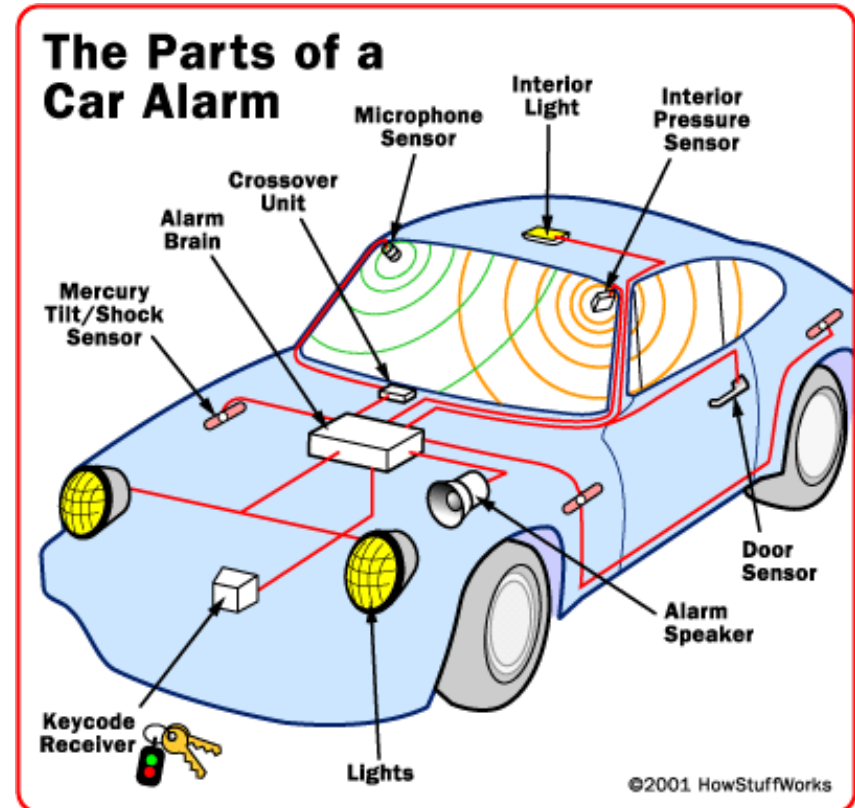 The Parts of a
Car Alarm
Microphone
Sensor
Interior
Light
Interior
Pressure
Sensor
Crossover
Unit
Alarm
Brain
Mercury
Tilt/Shock
Sensor
Door
Sensor
Alarm
Speaker
Keycode
Receiver
Lights
©2001 HowStuffWorks